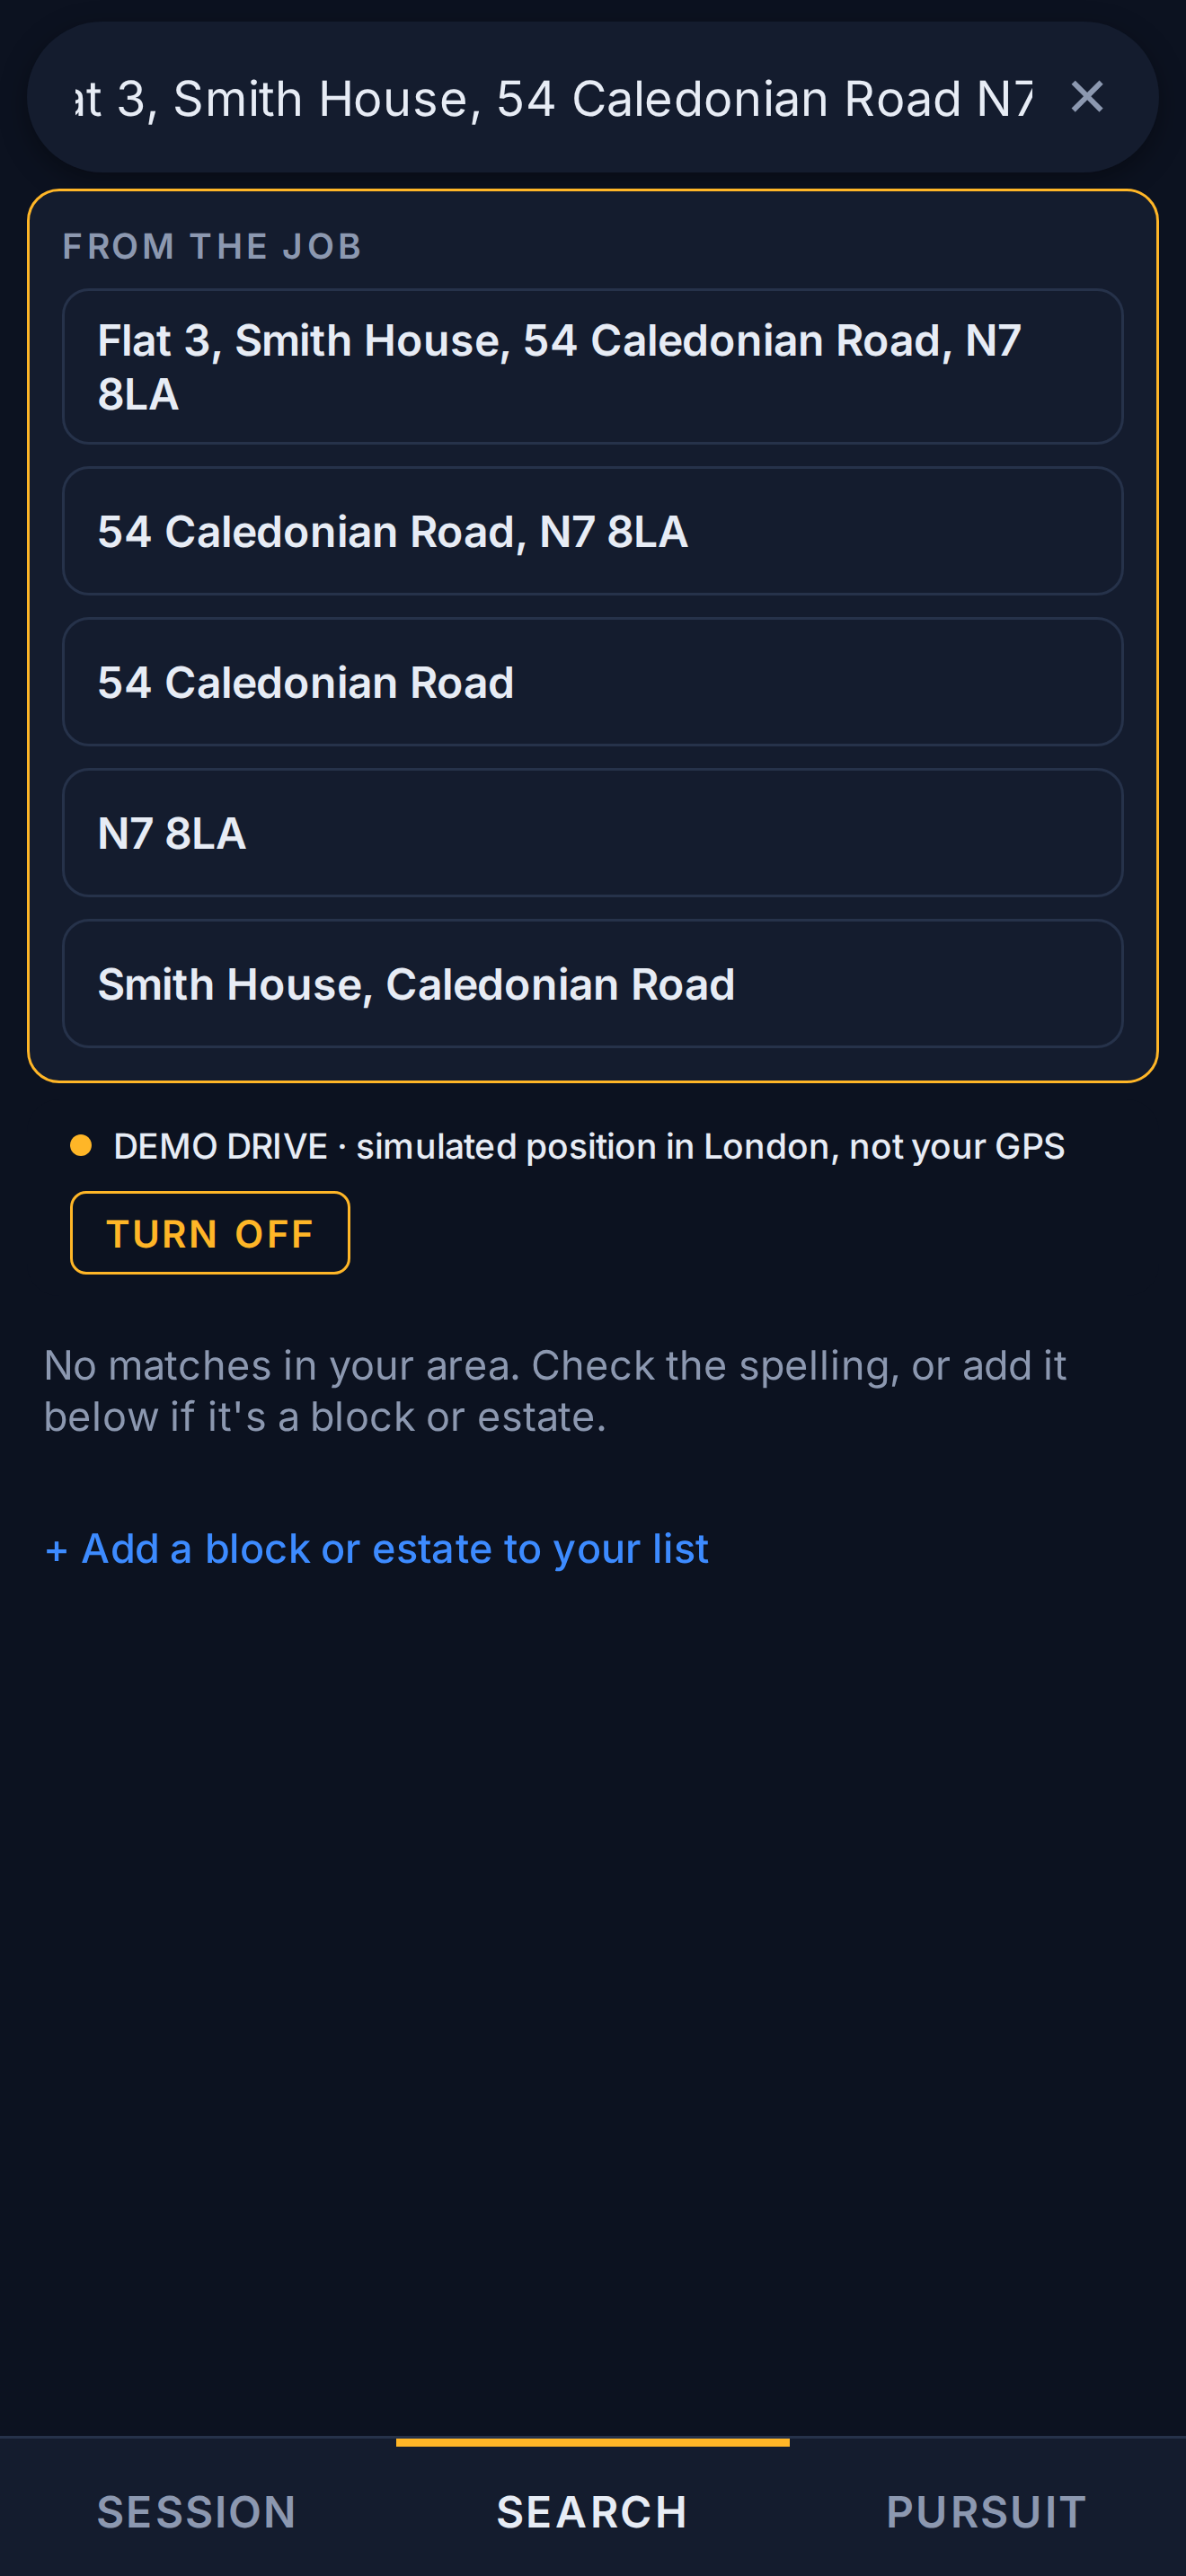 at 3, Smith House, 54 Caledonian Road N7 ✕
FROM THE JOB
Flat 3, Smith House, 54 Caledonian Road, N7
8LA
54 Caledonian Road, N7 8LA
54 Caledonian Road
N7 8LA
Smith House, Caledonian Road
DEMO DRIVE · simulated position in London, not your GPS
TURN OFF
No matches in your area. Check the spelling, or add it
below if it's a block or estate.
+ Add a block or estate to your list
SESSION
SEARCH
PURSUIT